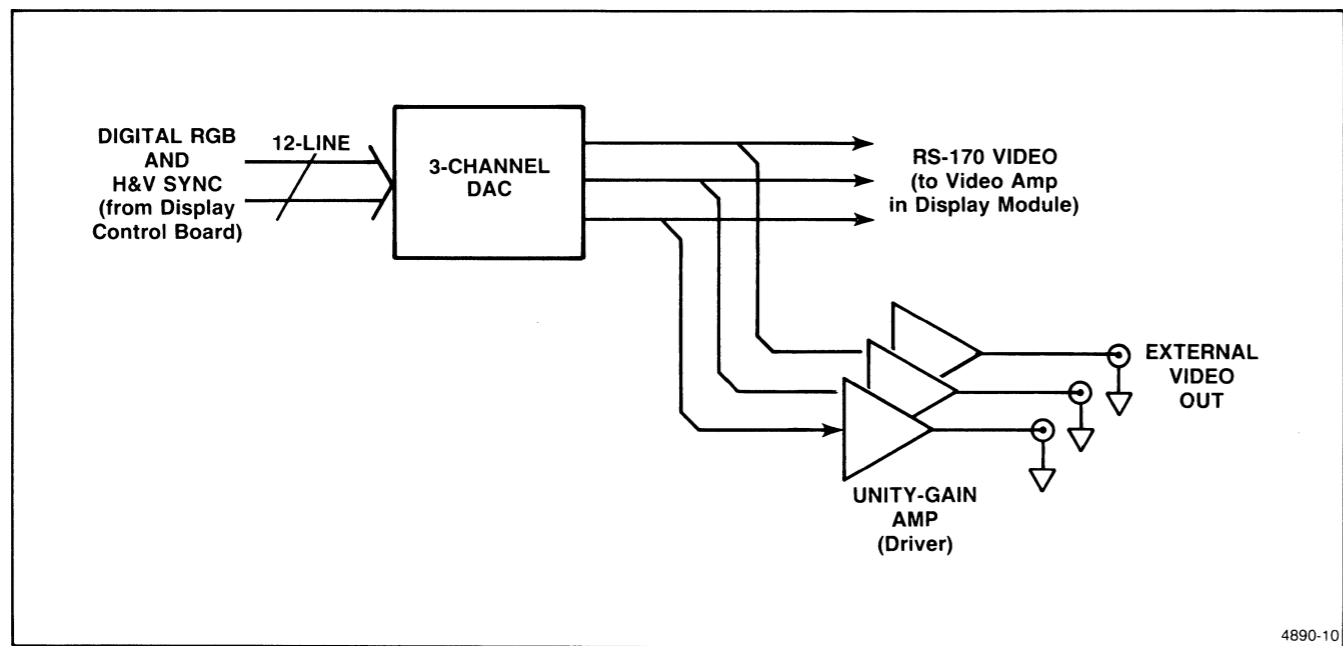 DIGITAL RGB
AND
H&V SYNC
(from Display
Control Board)
12-LINE
3-CHANNEL
DAC
RS-170 VIDEO
(to Video Amp
in Display Module)
EXTERNAL
VIDEO
OUT
UNITY-GAIN
AMP
(Driver)
4890-10